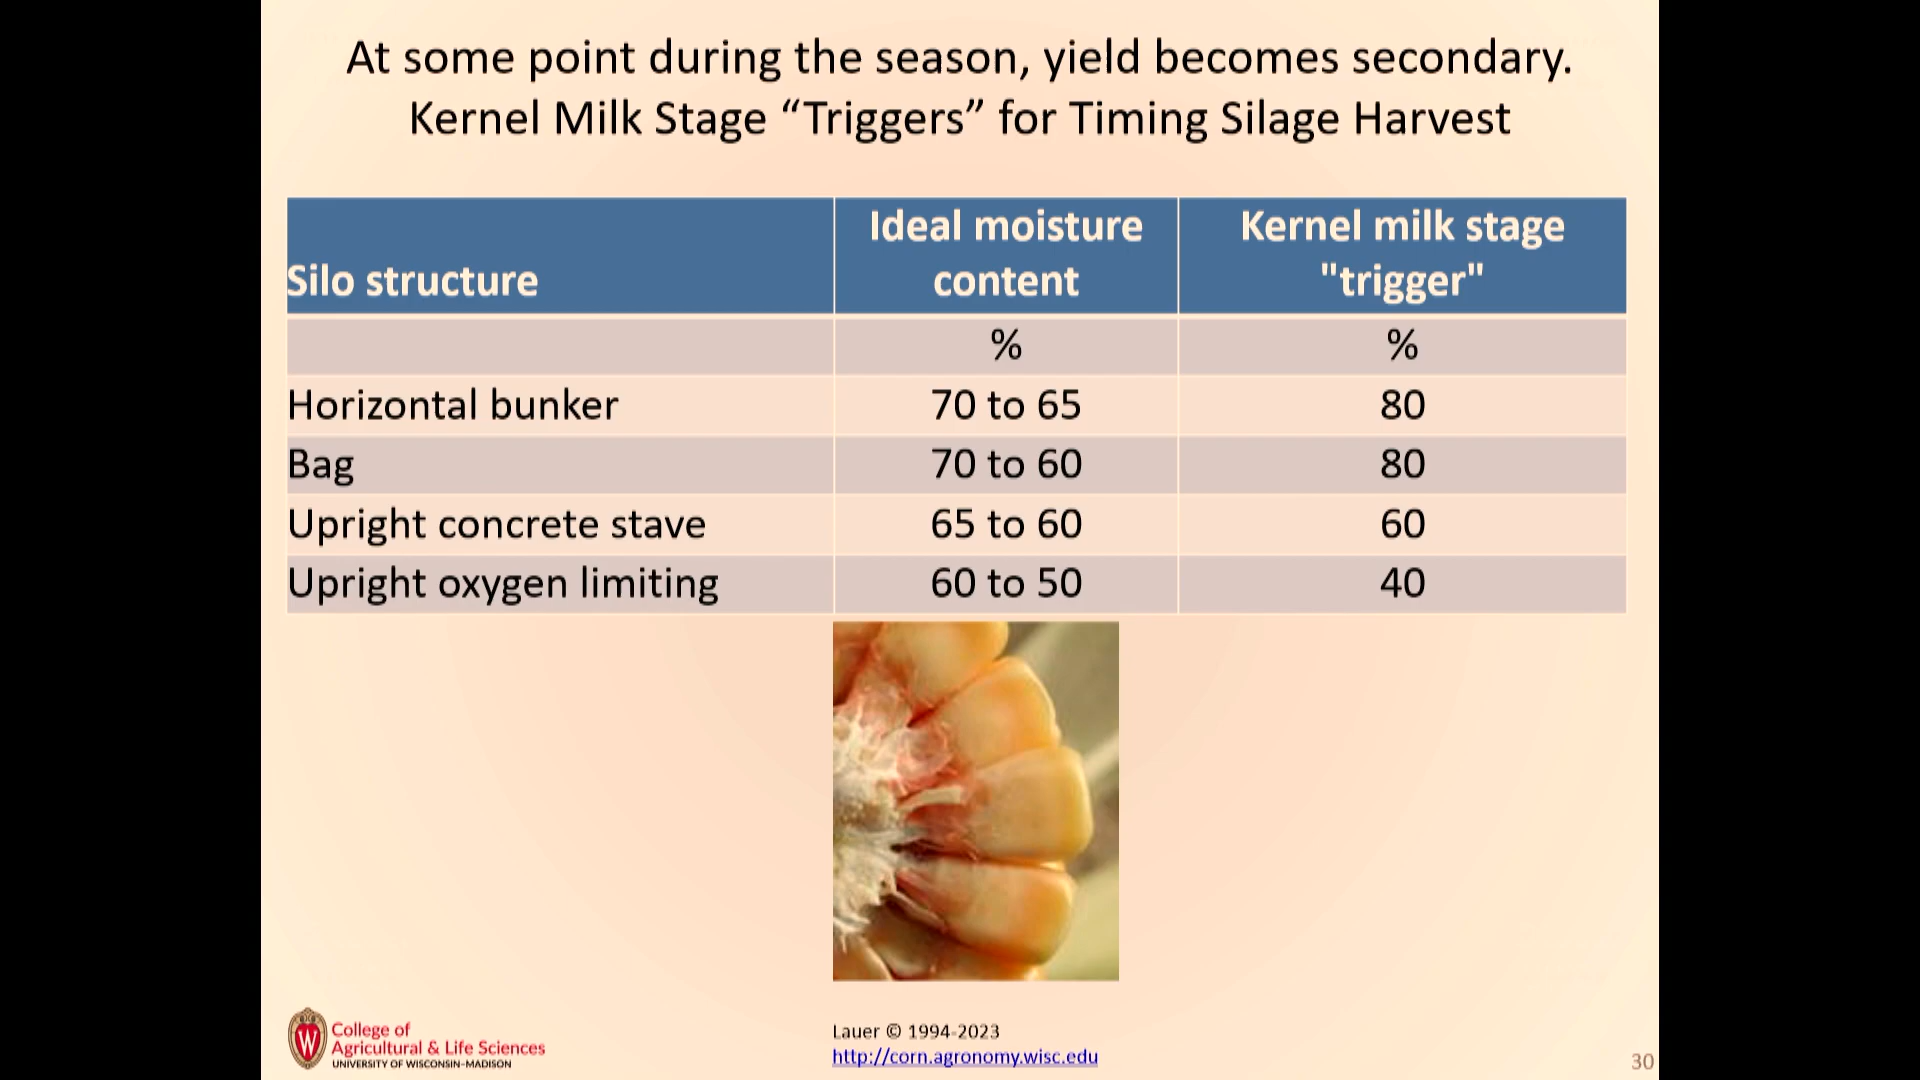 At some point during the season, yield becomes secondary.
Kernel Milk Stage “Triggers” for Timing Silage Harvest
Silo structure
Ideal moisture
content
Kernel milk stage
"trigger"
% %
Horizontal bunker 70 to 65 80
Bag 70 to 60 80
Upright concrete stave 65 to 60 60
Upright oxygen limiting 60 to 50 40
W
College of
Agricultural & Life Sciences
UNIVERSITY OF WISCONSIN–MADISON
Lauer © 1994-2023
http://corn.agronomy.wisc.edu
30